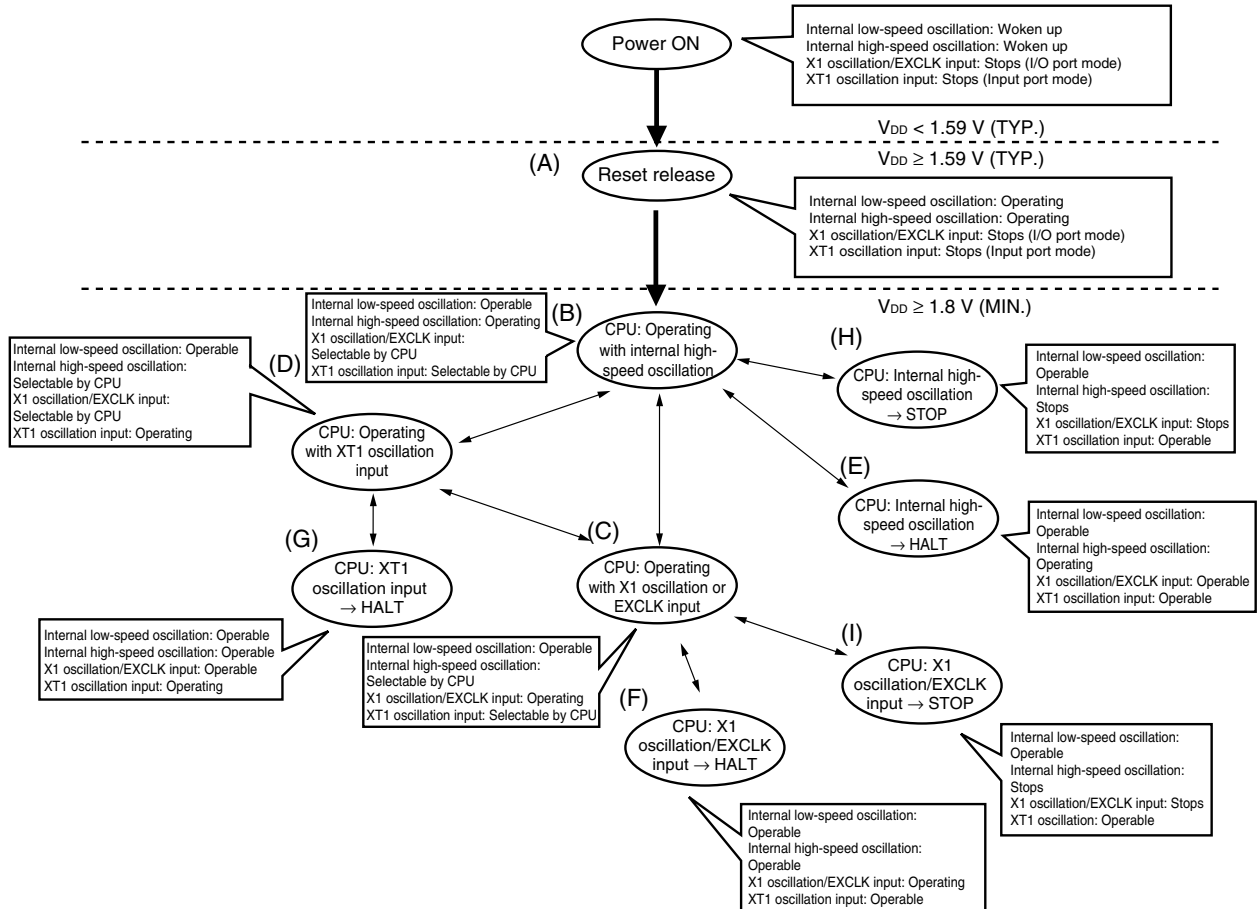 Power ON
Internal low-speed oscillation: Woken up
Internal high-speed oscillation: Woken up
X1 oscillation/EXCLK input: Stops (I/O port mode)
XT1 oscillation input: Stops (Input port mode)
VDD < 1.59 V (TYP.)
VDD ≥ 1.59 V (TYP.)
(A)
Reset release
Internal low-speed oscillation: Operating
Internal high-speed oscillation: Operating
X1 oscillation/EXCLK input: Stops (I/O port mode)
XT1 oscillation input: Stops (Input port mode)
VDD ≥ 1.8 V (MIN.)
Internal low-speed oscillation: Operable
Internal high-speed oscillation: Operating
X1 oscillation/EXCLK input:
Selectable by CPU
XT1 oscillation input: Selectable by CPU
(B)
CPU: Operating
with internal high-
speed oscillation
(H)
CPU: Internal high-
speed oscillation
→ STOP
Internal low-speed oscillation:
Operable
Internal high-speed oscillation:
Stops
X1 oscillation/EXCLK input: Stops
XT1 oscillation input: Operable
Internal low-speed oscillation: Operable
Internal high-speed oscillation:
Selectable by CPU
X1 oscillation/EXCLK input:
Selectable by CPU
XT1 oscillation input: Operating
(D)
CPU: Operating
with XT1 oscillation
input
(E)
CPU: Internal high-
speed oscillation
→ HALT
Internal low-speed oscillation:
Operable
Internal high-speed oscillation:
Operating
X1 oscillation/EXCLK input: Operable
XT1 oscillation input: Operable
(G)
CPU: XT1
oscillation input
→ HALT
Internal low-speed oscillation: Operable
Internal high-speed oscillation: Operable
X1 oscillation/EXCLK input: Operable
XT1 oscillation input: Operating
(C)
CPU: Operating
with X1 oscillation or
EXCLK input
Internal low-speed oscillation: Operable
Internal high-speed oscillation:
Selectable by CPU
X1 oscillation/EXCLK input: Operating
XT1 oscillation input: Selectable by CPU
(I)
CPU: X1
oscillation/EXCLK
input → STOP
Internal low-speed oscillation:
Operable
Internal high-speed oscillation:
Stops
X1 oscillation/EXCLK input: Stops
XT1 oscillation: Operable
(F)
CPU: X1
oscillation/EXCLK
input → HALT
Internal low-speed oscillation:
Operable
Internal high-speed oscillation:
Operable
X1 oscillation/EXCLK input: Operating
XT1 oscillation input: Operable